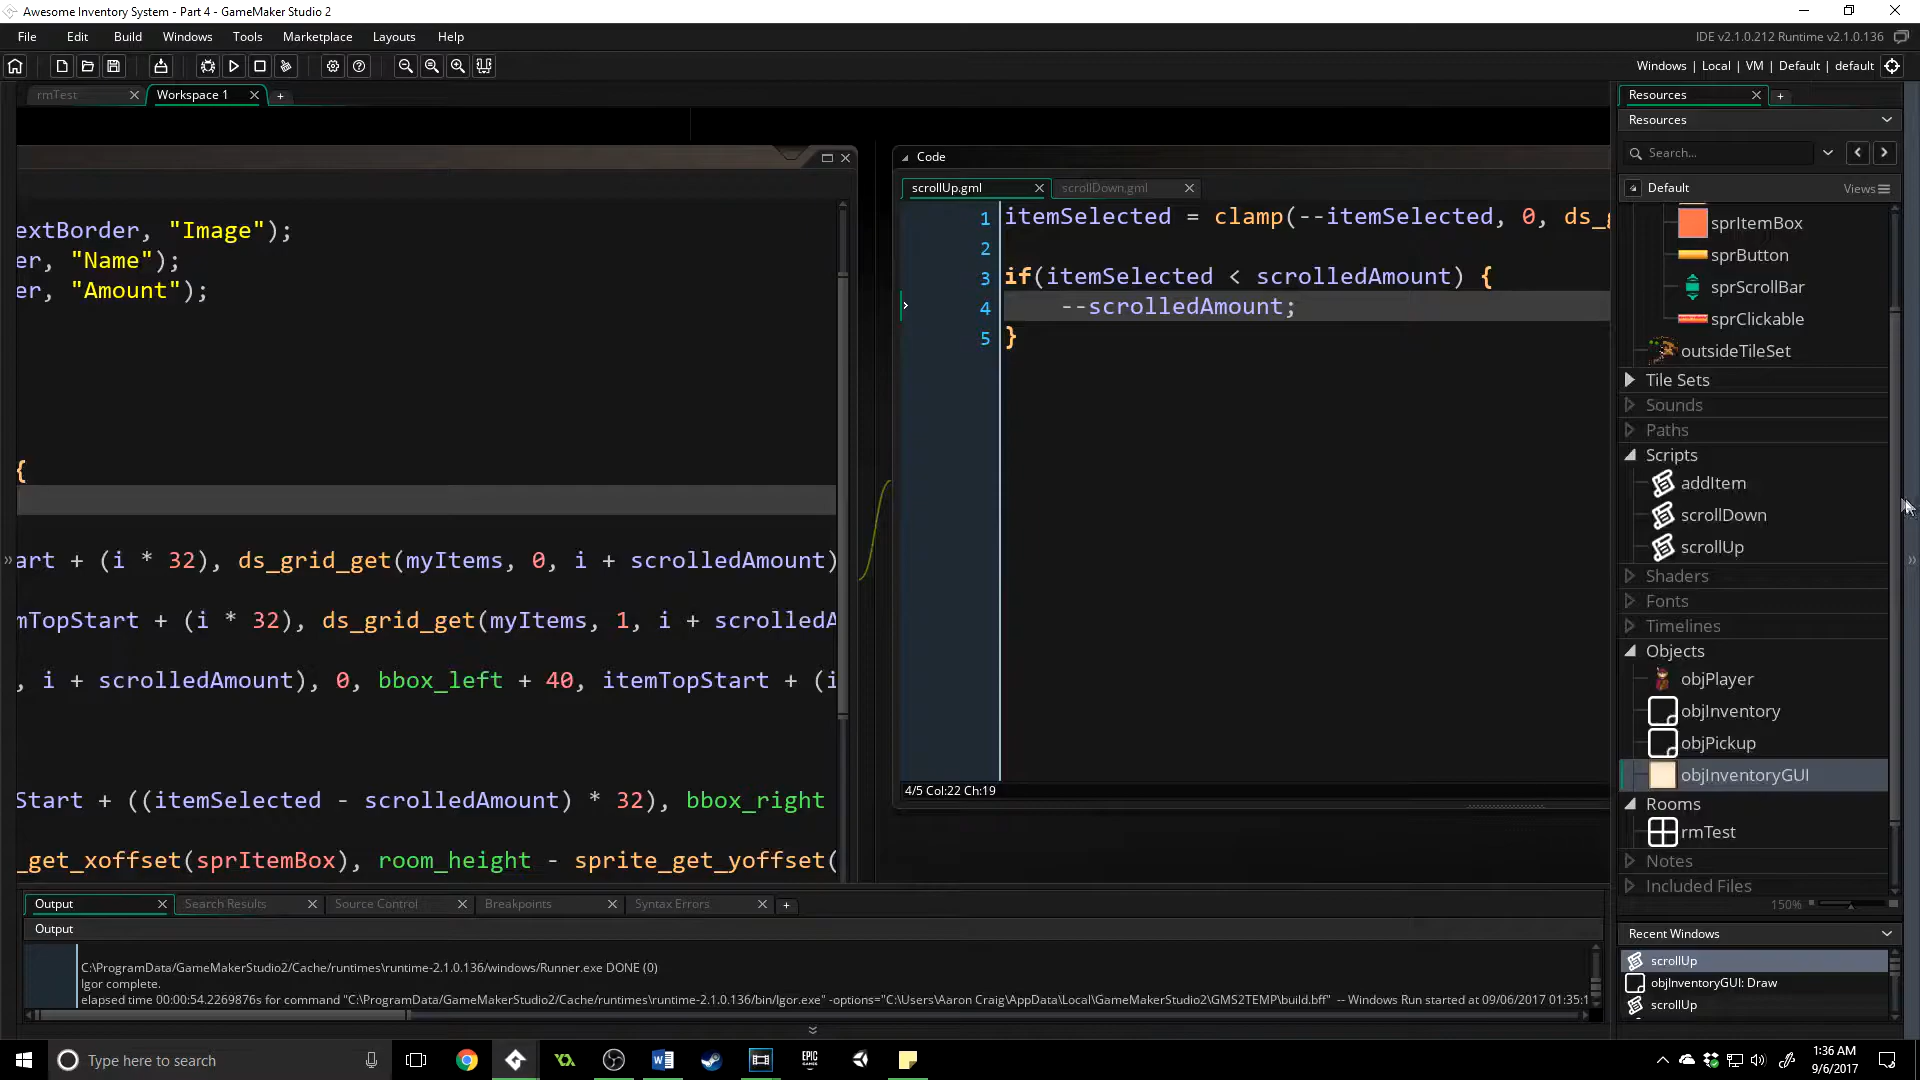 Awesome Inventory System - Part 4 - GameMaker Studio 2
File Edit Build Windows Tools Marketplace Layouts Help
IDE v2.1.0.212 Runtime v2.1.0.136
Windows | Local | VM | Default | default
rmTest
Workspace 1
extBorder, "Image");
er, "Name");
er, "Amount");
{
art + (i * 32), ds_grid_get(myItems, 0, i + scrolledAmount)
mTopStart + (i * 32), ds_grid_get(myItems, 1, i + scrolledA
, i + scrolledAmount), 0, bbox_left + 40, itemTopStart + (i
Start + ((itemSelected - scrolledAmount) * 32), bbox_right
_get_xoffset(sprItemBox), room_height - sprite_get_yoffset(
Code
scrollUp.gml
scrollDown.gml
1 itemSelected = clamp(--itemSelected, 0, ds_g
2
3 if(itemSelected < scrolledAmount) {
4 --scrolledAmount;
5 }
4/5 Col:22 Ch:19
Resources
Resources
Search...
Default
Views
sprItemBox
sprButton
sprScrollBar
sprClickable
outsideTileSet
Tile Sets
Sounds
Paths
Scripts
addItem
scrollDown
scrollUp
Shaders
Fonts
Timelines
Objects
objPlayer
objInventory
objPickup
objInventoryGUI
Rooms
rmTest
Notes
Included Files
150%
Recent Windows
scrollUp
objInventoryGUI: Draw
scrollUp
Output
Search Results
Source Control
Breakpoints
Syntax Errors
Output
C:\ProgramData/GameMakerStudio2/Cache/runtimes\runtime-2.1.0.136/windows/Runner.exe DONE (0)
Igor complete.
elapsed time 00:00:54.2269876s for command "C:\ProgramData/GameMakerStudio2/Cache/runtimes\runtime-2.1.0.136/bin/Igor.exe" -options="C:\Users\Aaron Craig\AppData\Local\GameMakerStudio2\GMS2TEMP\build.bff" -- Windows Run started at 09/06/2017 01:35:1
Type here to search
EPIC GAMES
1:36 AM
9/6/2017